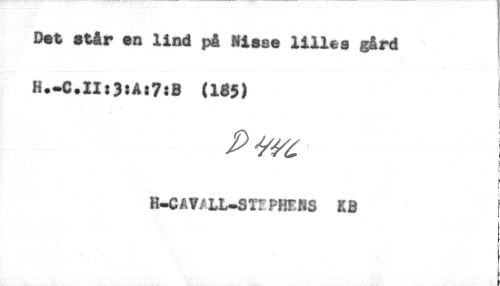 Det står en lind på Nisse lilles gård
H.-C.II:3:A:7:B (185)
D 446
H-CAVALL-STEPHENS KB